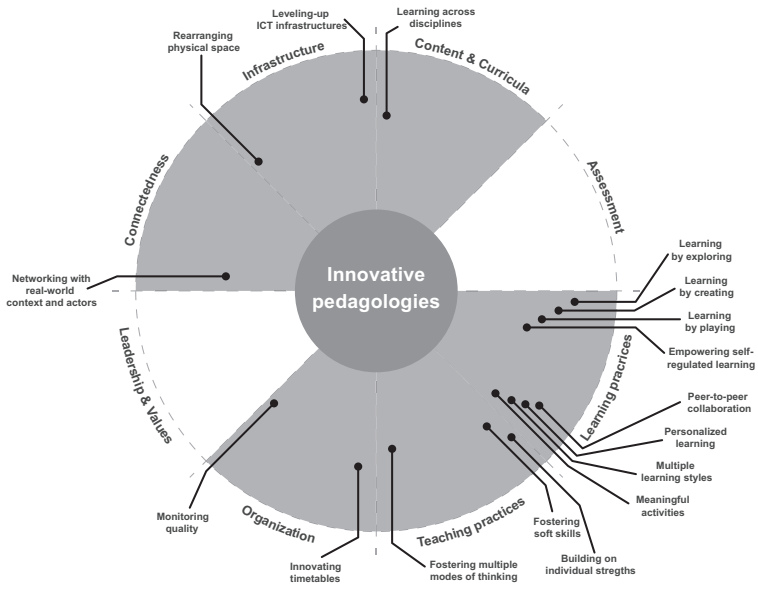 Leveling-up
ICT infrastructures
Learning across
disciplines
Rearranging
physical space
Infrastructure
Content & Curricula
Connectedness
Assessment
Networking with
real-world
context and actors
Innovative
pedagologies
Learning
by exploring
Learning
by creating
Learning
by playing
Empowering self-
regulated learning
Leadership & Values
Learning pracrices
Peer-to-peer
collaboration
Personalized
learning
Multiple
learning styles
Meaningful
activities
Monitoring
quality
Organization
Teaching practices
Fostering
soft skills
Building on
individual stregths
Innovating
timetables
Fostering multiple
modes of thinking